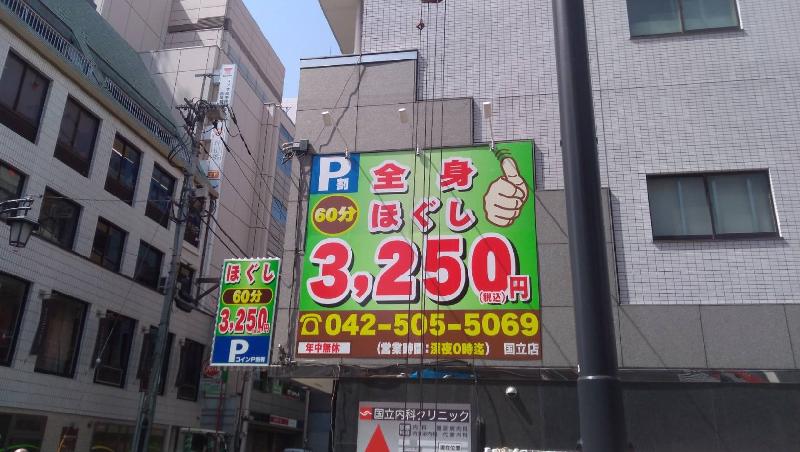 P割
全身
60分
ほぐし
3,250円
(税込)
☎042-505-5069
年中無休
(営業時間:深夜0時迄)
国立店
ほぐし
60分
3,250円
P
コインP割有
国立内科クリニック
内科